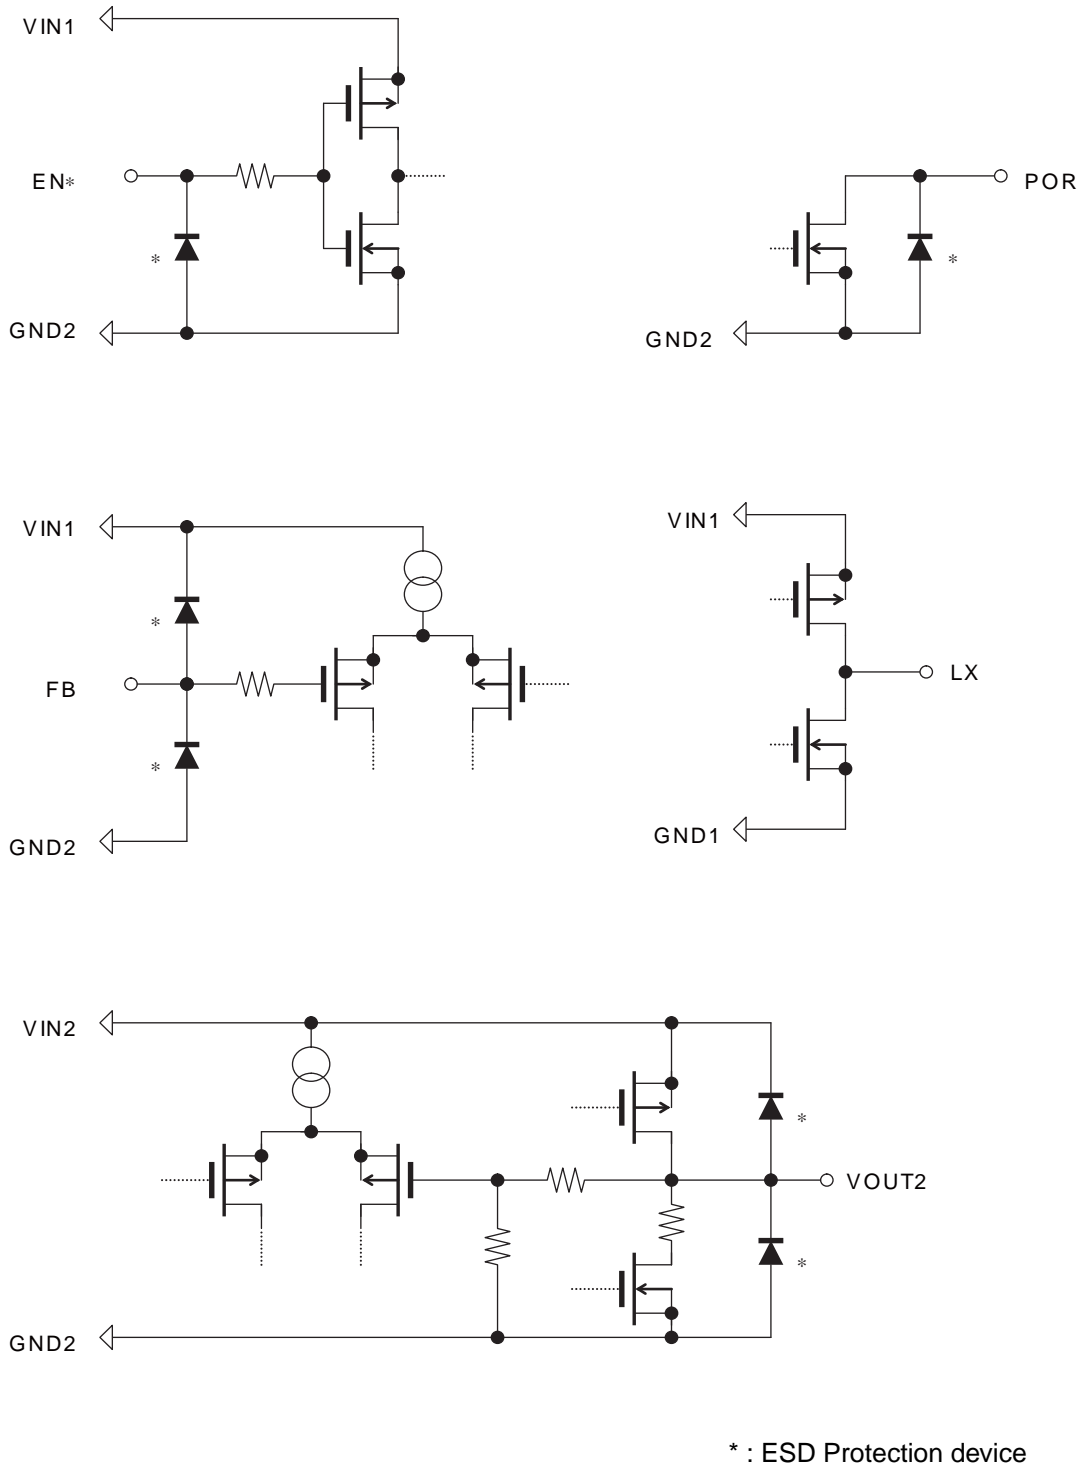 VIN1
EN*
*
GND2
POR
*
GND2
VIN1
*
FB
*
GND2
VIN1
LX
GND1
VIN2
*
VOUT2
*
GND2
* : ESD Protection device